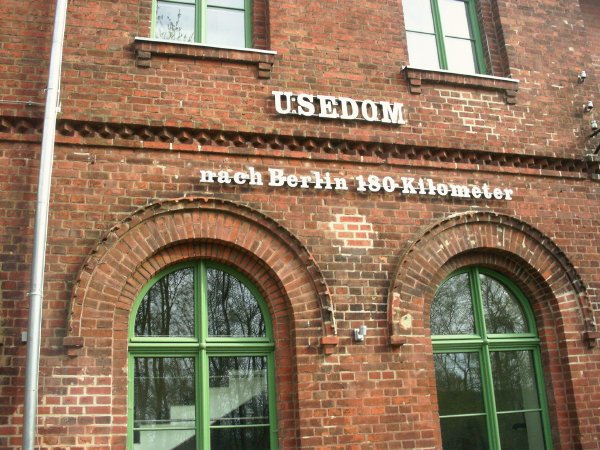 USEDOM
nach Berlin 180 Kilometer